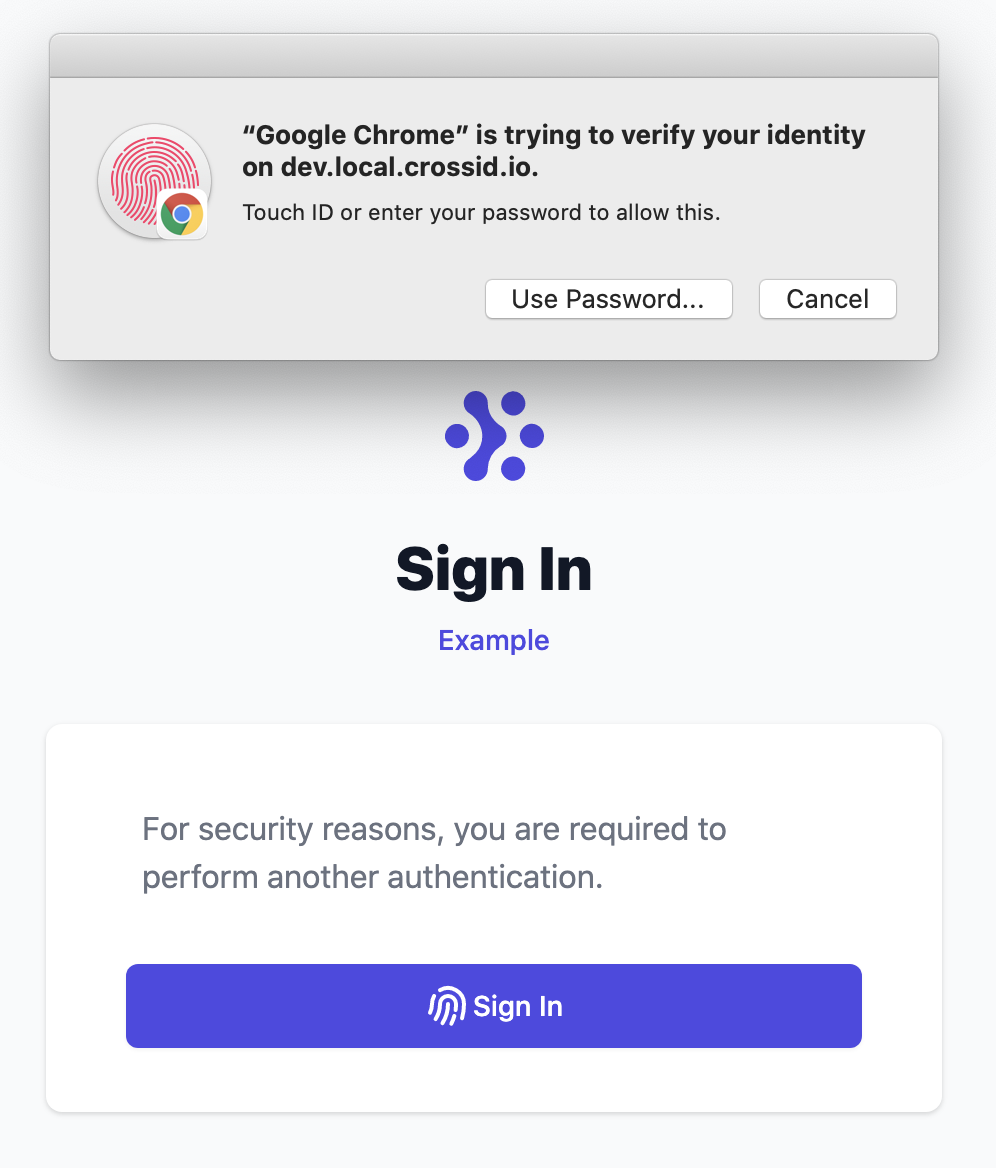 “Google Chrome” is trying to verify your identity
on dev.local.crossid.io.
Touch ID or enter your password to allow this.
Use Password...
Cancel
Sign In
Example
For security reasons, you are required to
perform another authentication.
Sign In